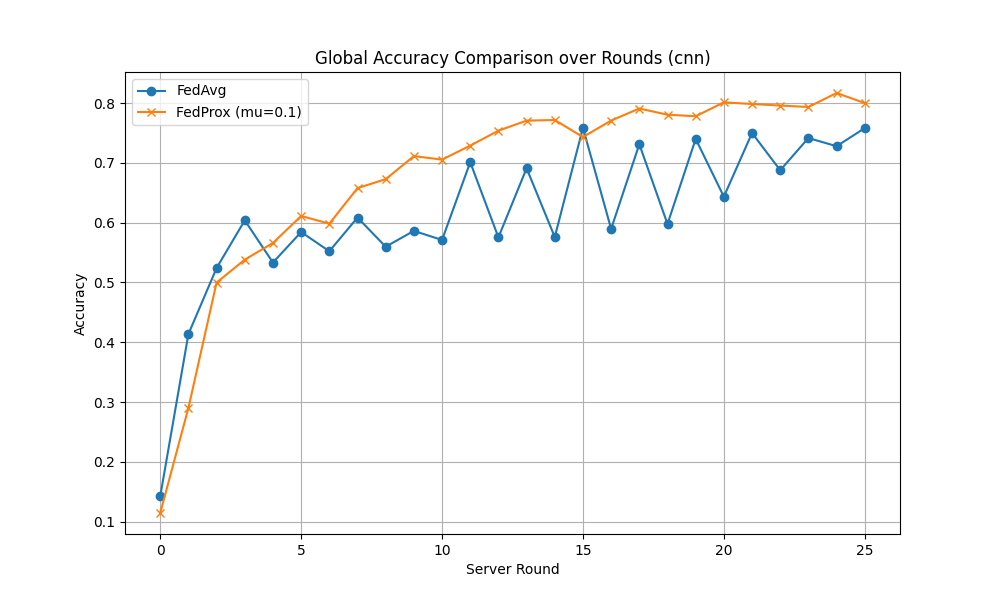 Global Accuracy Comparison over Rounds (cnn)
FedAvg
FedProx (mu=0.1)
Accuracy
0.8
0.7
0.6
0.5
0.4
0.3
0.2
0.1
0 5 10 15 20 25
Server Round